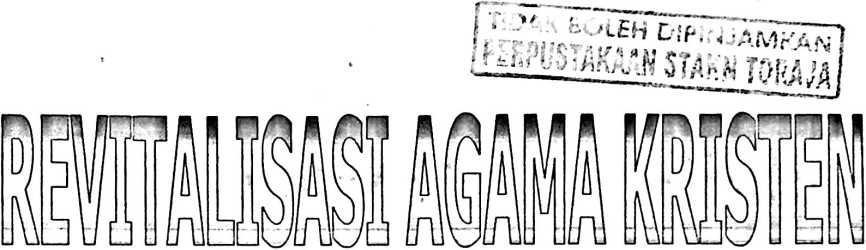 TIDAK BOLEH DIPINJAMKAN
PERPUSTAKAAN STAKN TORAJA
REVITALISASI AGAMA KRISTEN